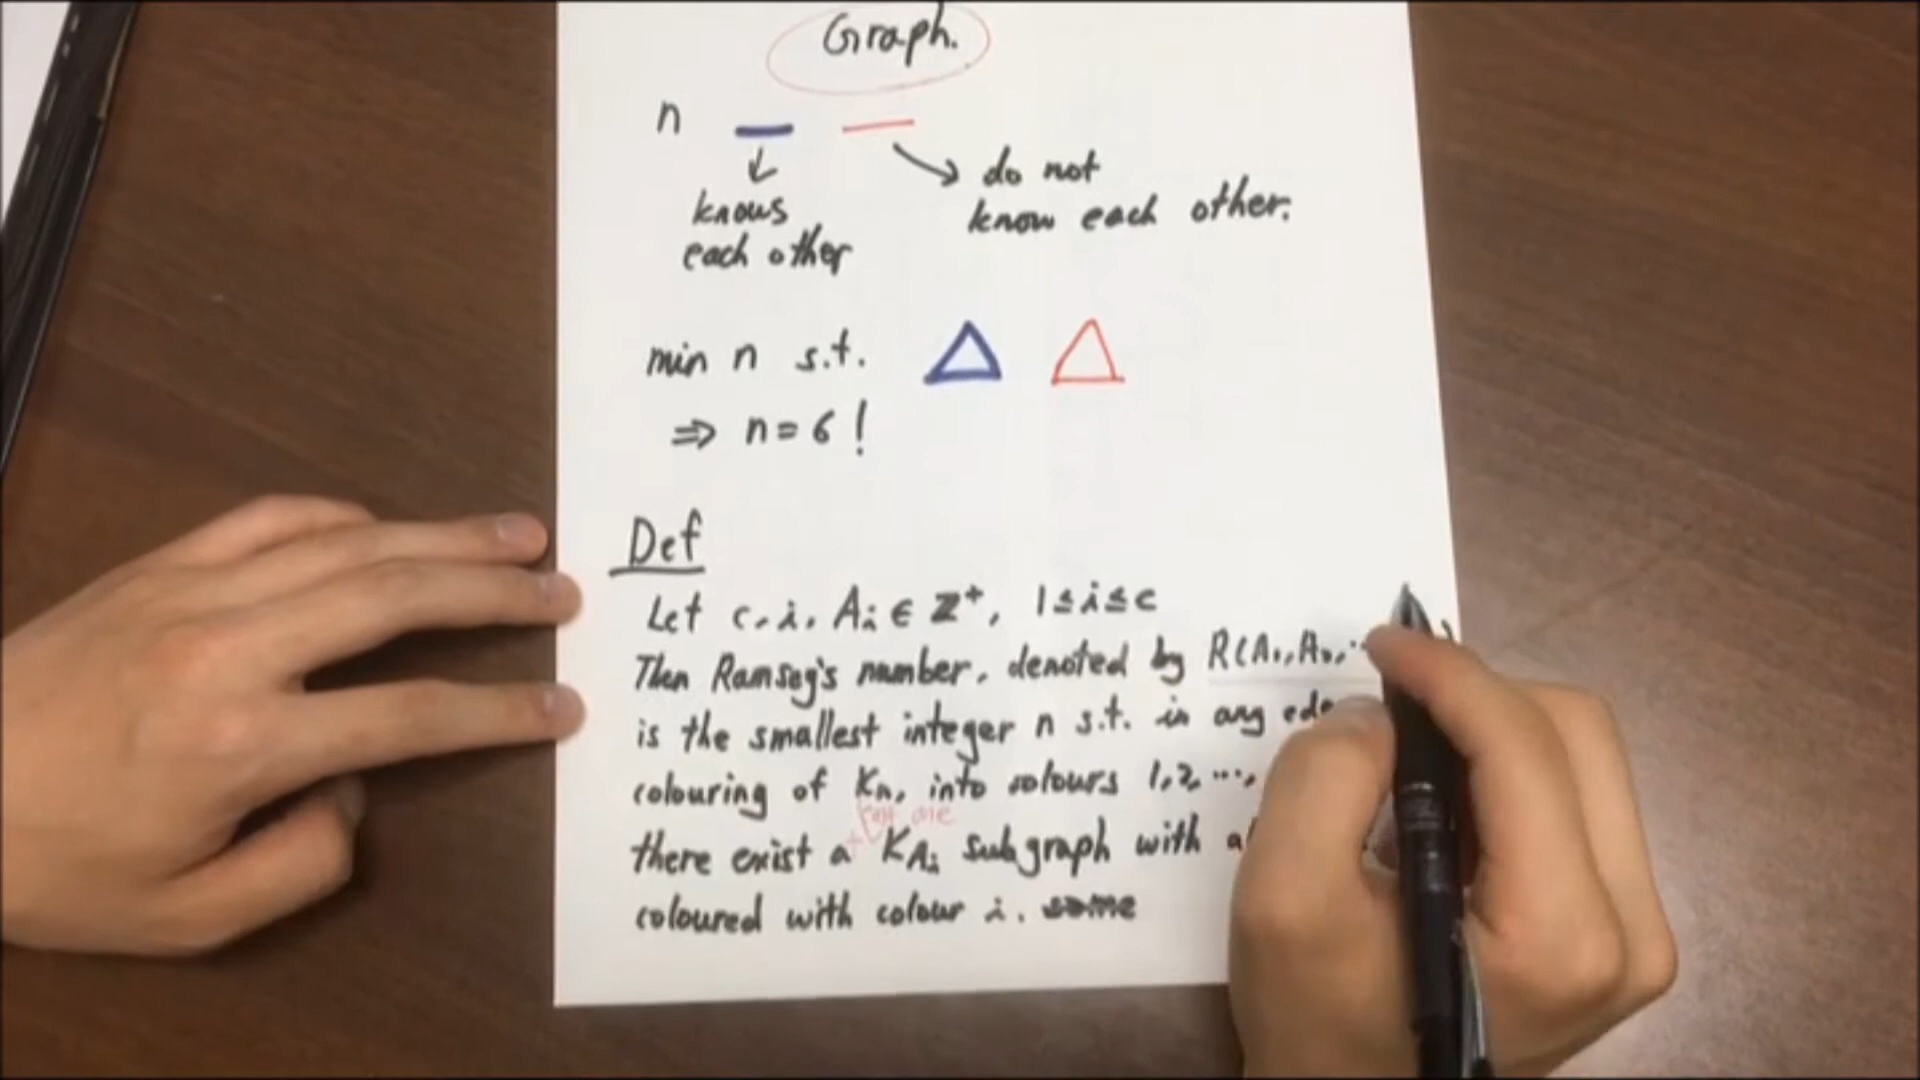 Graph.
n
do not
knows know each other.
each other
min n s.t.
⇒ n = 6 !
Def
Let c, i, Ai ∈ Z⁺, 1≤i≤c
Then Ramsey's number, denoted by R(A₁, A₂, ..
is the smallest integer n s.t. in any
colouring of Kn, into colours 1,2, ...,
one
there exist a KAi subgraph with
coloured with colour i. some